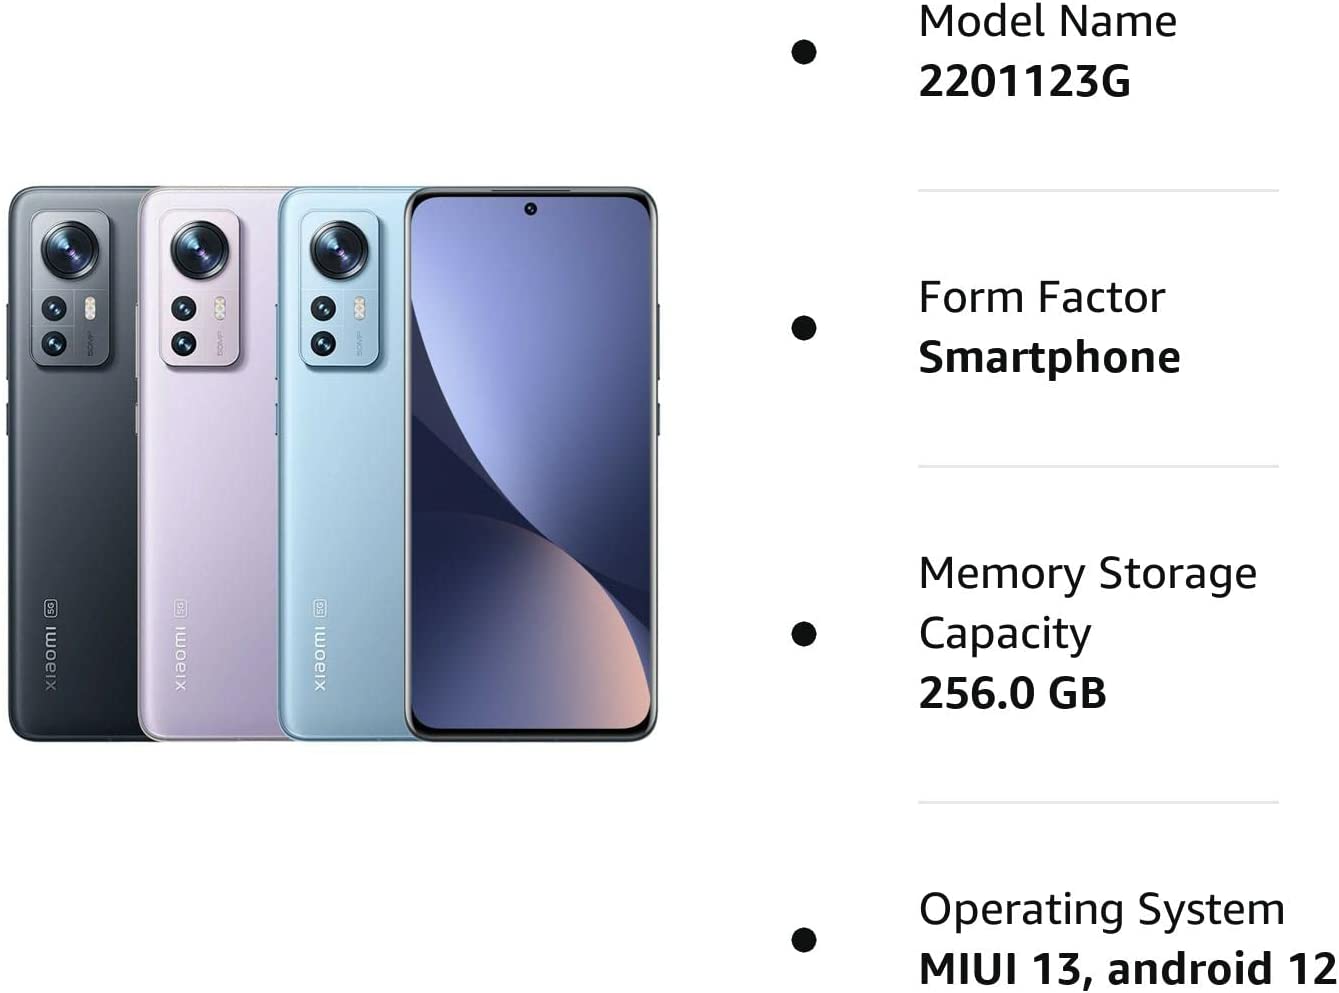 Model Name
2201123G
Form Factor
Smartphone
Memory Storage
Capacity
256.0 GB
Operating System
MIUI 13, android 12
50MP
50MP
50MP
xiaomi 5G
xiaomi 5G
xiaomi 5G